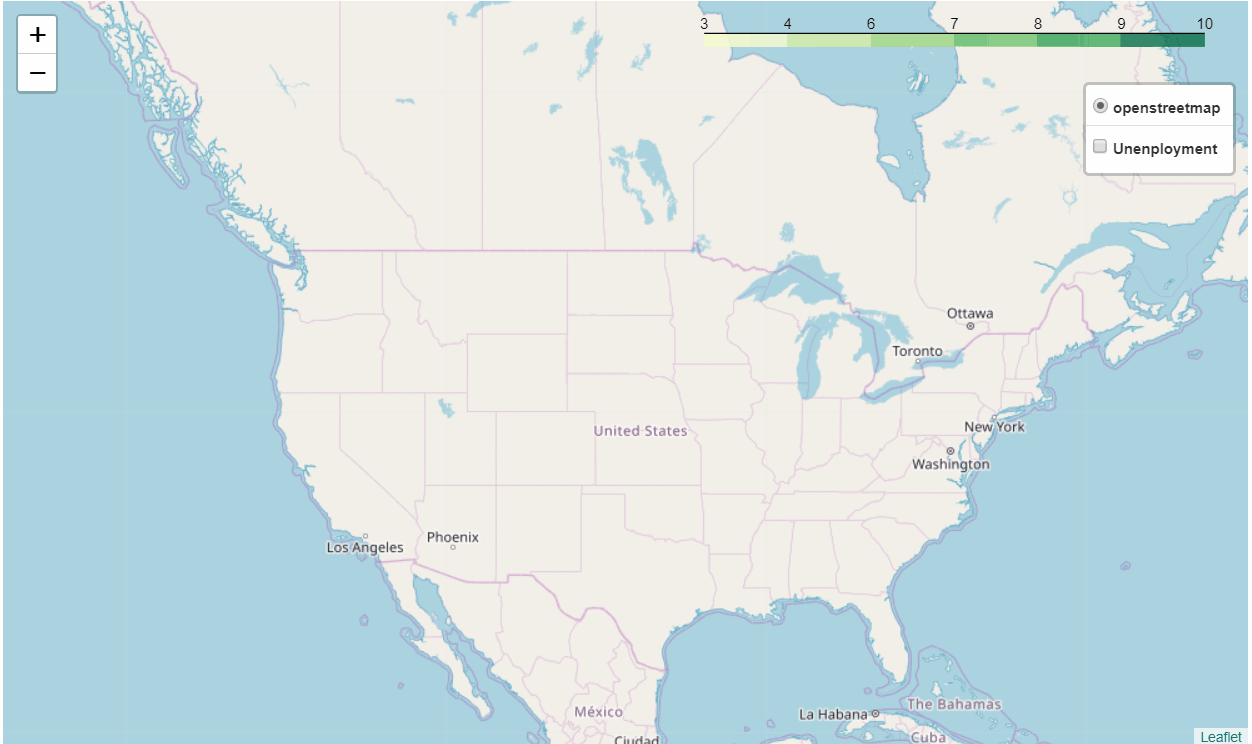 +
−
3 4 6 7 8 9 10
openstreetmap
Unenployment
Ottawa
Toronto
United States
New York
Washington
Phoenix
Los Angeles
The Bahamas
La Habana
México
Cuba
Ciudad
Leaflet